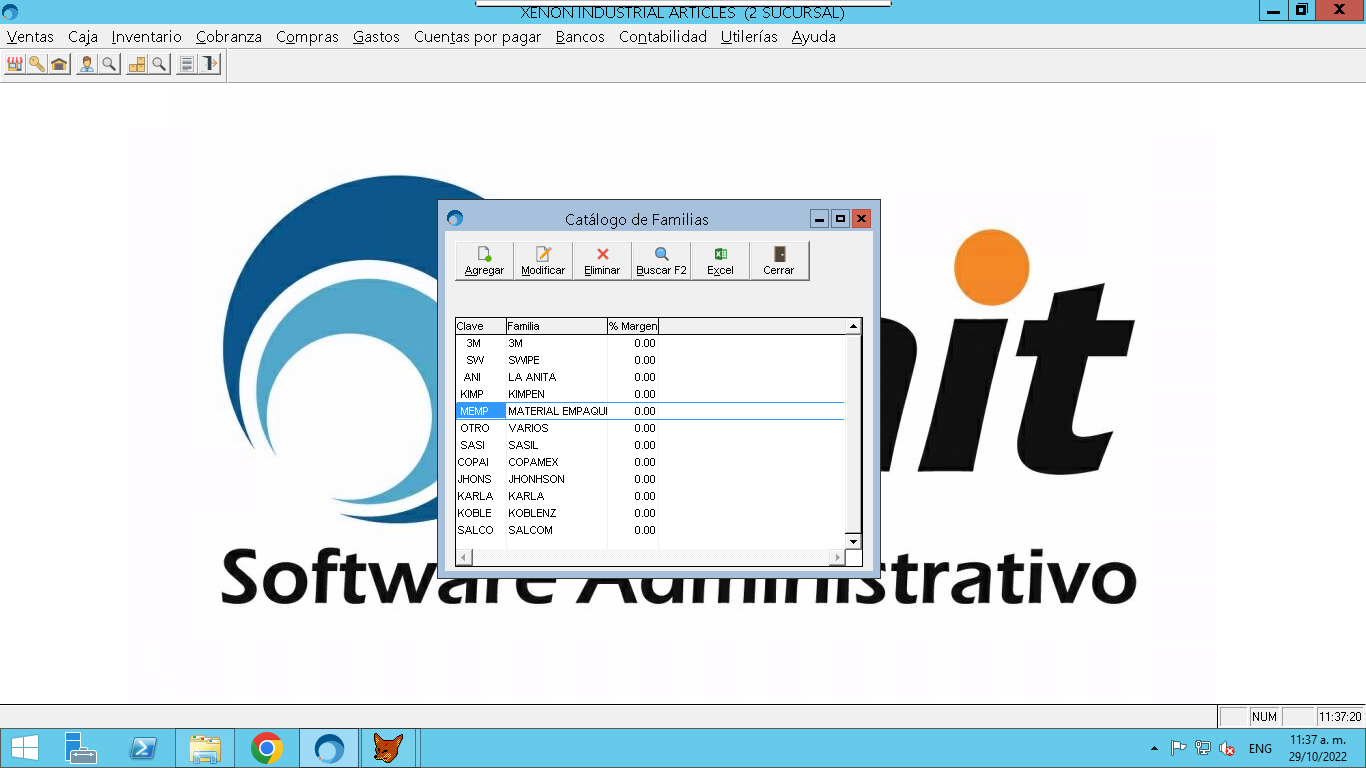 XENON INDUSTRIAL ARTICLES (2 SUCURSAL)
Ventas Caja Inventario Cobranza Compras Gastos Cuentas por pagar Bancos Contabilidad Utilerías Ayuda
Catálogo de Familias
Agregar Modificar Eliminar Buscar F2 Excel Cerrar
Clave Familia % Margen
3M 3M 0.00
SW SWIPE 0.00
ANI LA ANITA 0.00
KIMP KIMPEN 0.00
MEMP MATERIAL EMPAQUI 0.00
OTRO VARIOS 0.00
SASI SASIL 0.00
COPAI COPAMEX 0.00
JHONS JHONHSON 0.00
KARLA KARLA 0.00
KOBLE KOBLENZ 0.00
SALCO SALCOM 0.00
nit
Software Administrativo
NUM 11:37:20
ENG 11:37 a. m.
29/10/2022